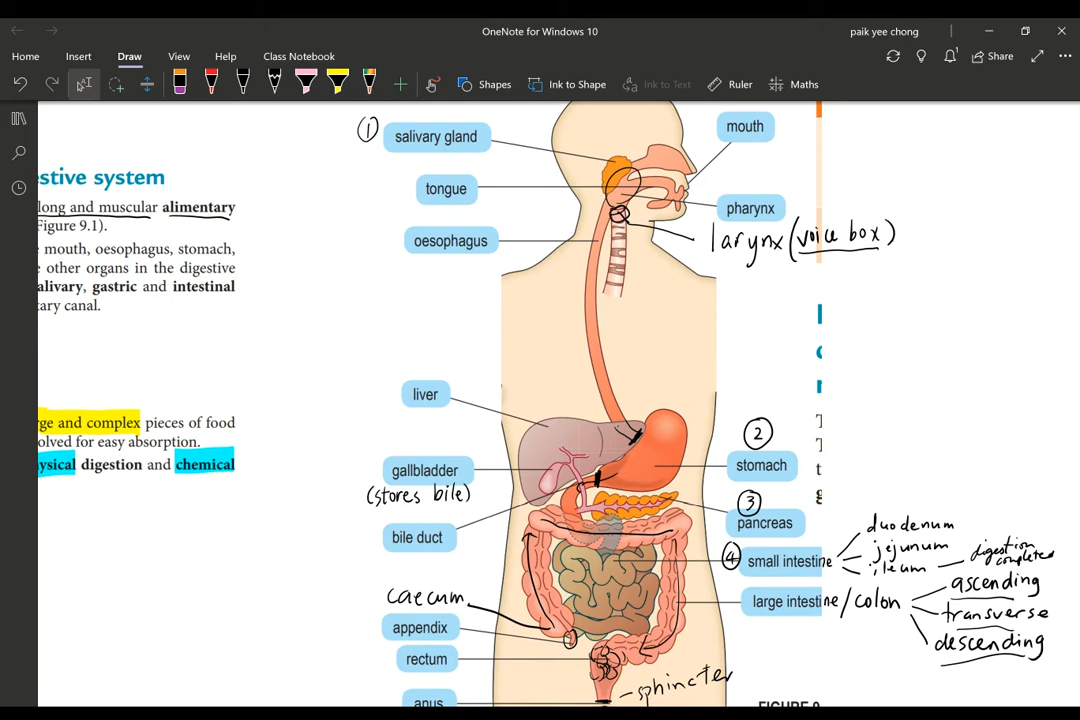 OneNote for Windows 10
paik yee chong
Home Insert Draw View Help Class Notebook
Share
Shapes Ink to Shape Ink to Text Ruler Maths
estive system
long and muscular alimentary
Figure 9.1).
mouth, oesophagus, stomach,
other organs in the digestive
alivary, gastric and intestinal
tary canal.
rge and complex pieces of food
olved for easy absorption.
ysical digestion and chemical
1 salivary gland
tongue
oesophagus
mouth
pharynx
larynx (voice box)
liver
gallbladder
(stores bile)
bile duct
caecum
appendix
rectum
anus
2
stomach
3
pancreas
4 small intestine
duodenum
jejunum
ileum
digestion
completed
large intestine/colon
ascending
transverse
descending
sphincter
FIGURE 9